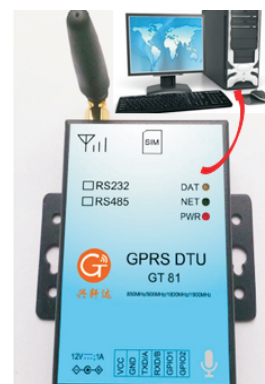 SIM
RS232
RS485
DAT
NET
PWR
G
兴轩达
GPRS DTU
GT 81
850MHz/900MHz/1800MHz/1900MHz
12V 1A
VCC
GND
TXD/A
RXD/B
GPIO1
GPIO2